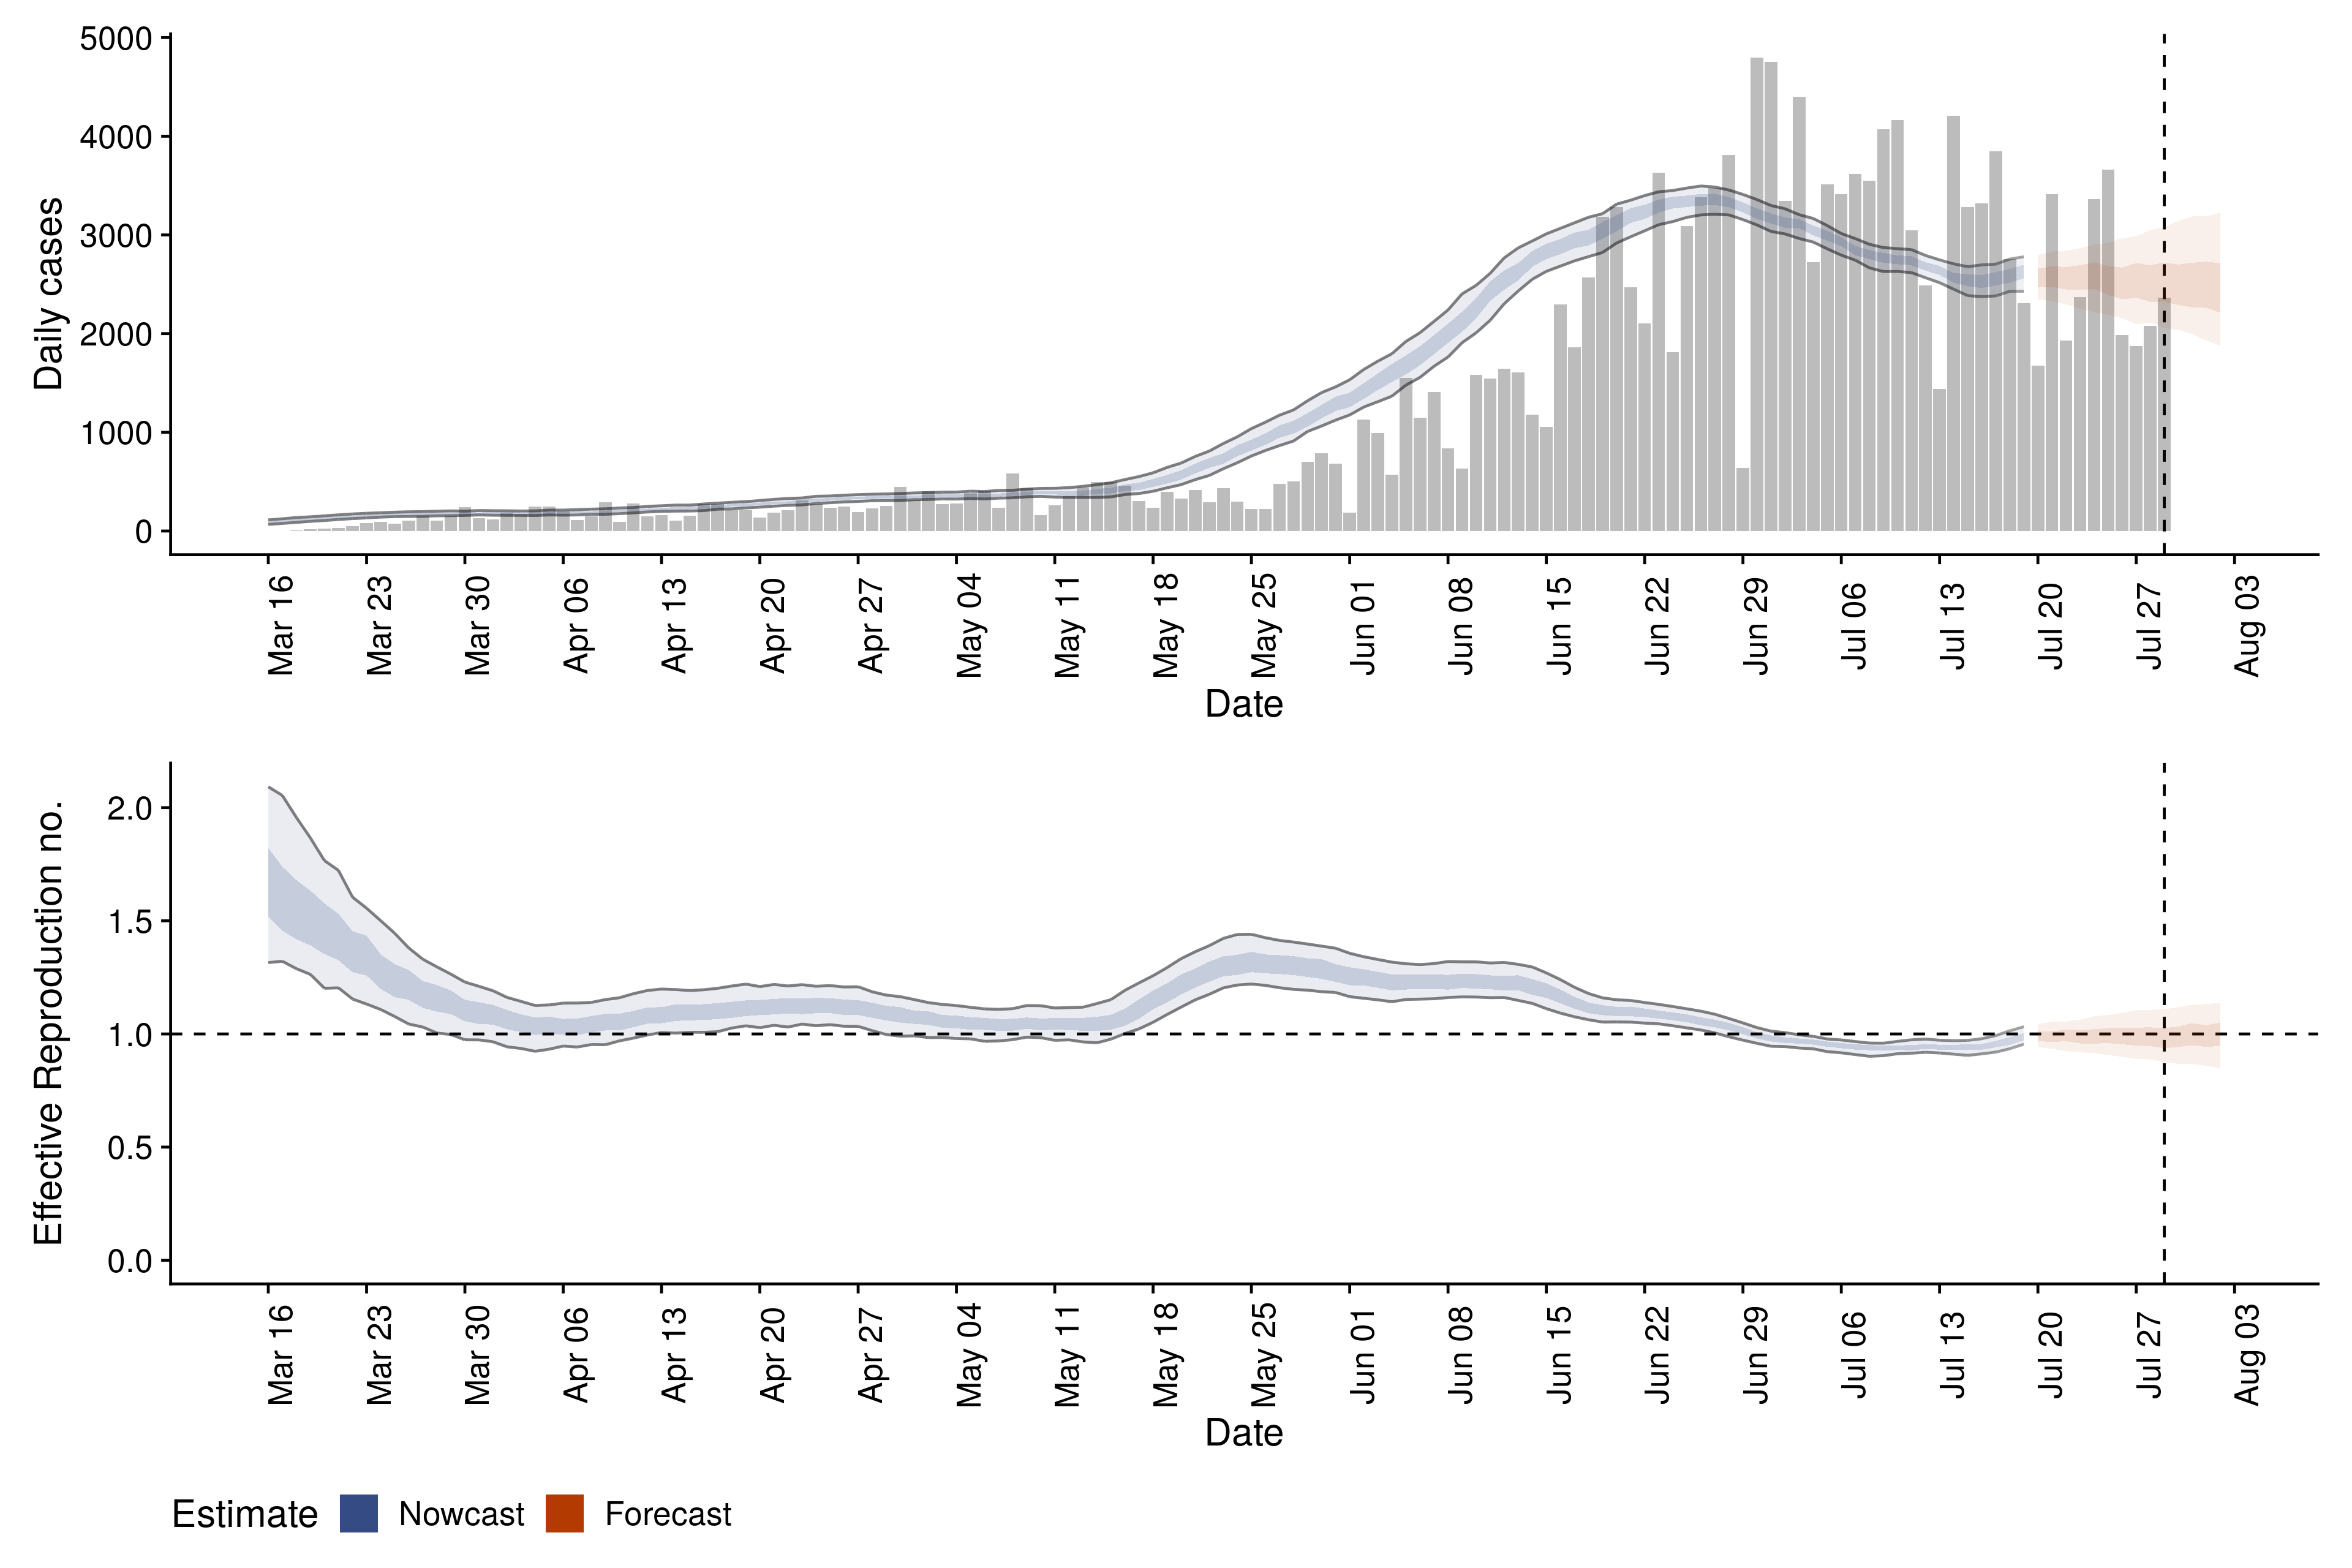 Daily cases
5000
4000
3000
2000
1000
0
Mar 16 Mar 23 Mar 30 Apr 06 Apr 13 Apr 20 Apr 27 May 04 May 11 May 18 May 25 Jun 01 Jun 08 Jun 15 Jun 22 Jun 29 Jul 06 Jul 13 Jul 20 Jul 27 Aug 03
Date
Effective Reproduction no.
2.0
1.5
1.0
0.5
0.0
Mar 16 Mar 23 Mar 30 Apr 06 Apr 13 Apr 20 Apr 27 May 04 May 11 May 18 May 25 Jun 01 Jun 08 Jun 15 Jun 22 Jun 29 Jul 06 Jul 13 Jul 20 Jul 27 Aug 03
Date
Estimate Nowcast Forecast